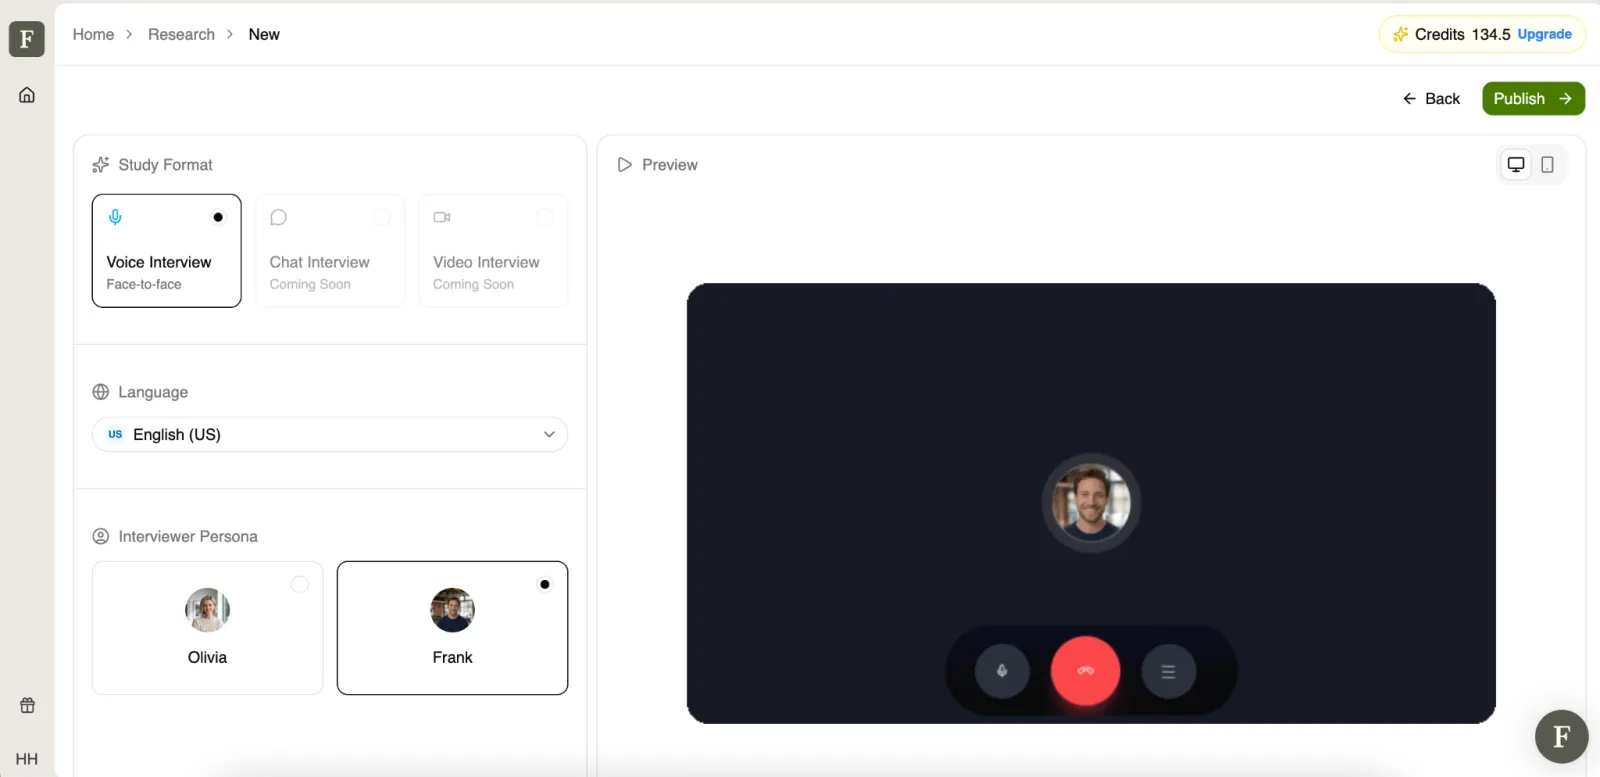 F
Home > Research > New
Credits 134.5 Upgrade
← Back
Publish →
Study Format
Voice Interview
Face-to-face
Chat Interview
Coming Soon
Video Interview
Coming Soon
Language
US English (US)
Interviewer Persona
Olivia
Frank
Preview
HH
F